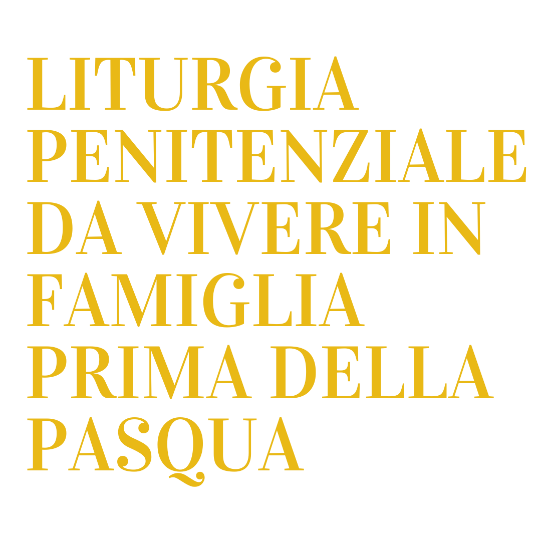 LITURGIA
PENITENZIALE
DA VIVERE IN
FAMIGLIA
PRIMA DELLA
PASQUA